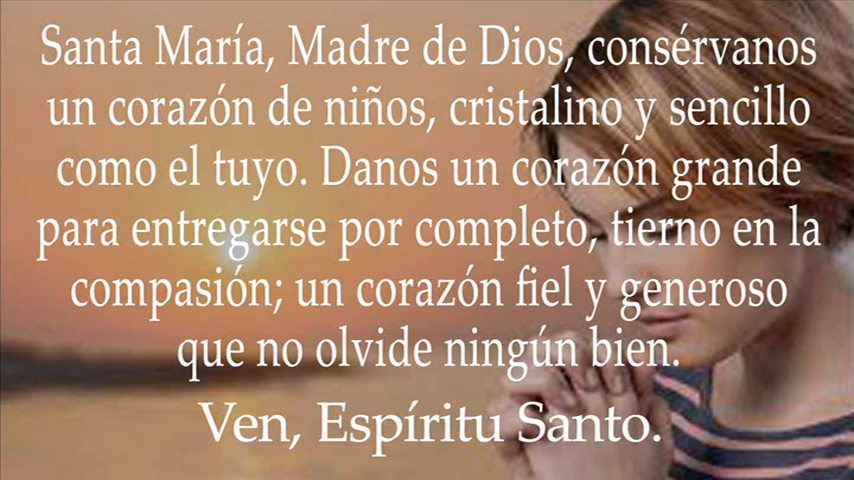 Santa María, Madre de Dios, consérvanos
un corazón de niños, cristalino y sencillo
como el tuyo. Danos un corazón grande
para entregarse por completo, tierno en la
compasión; un corazón fiel y generoso
que no olvide ningún bien.
Ven, Espíritu Santo.